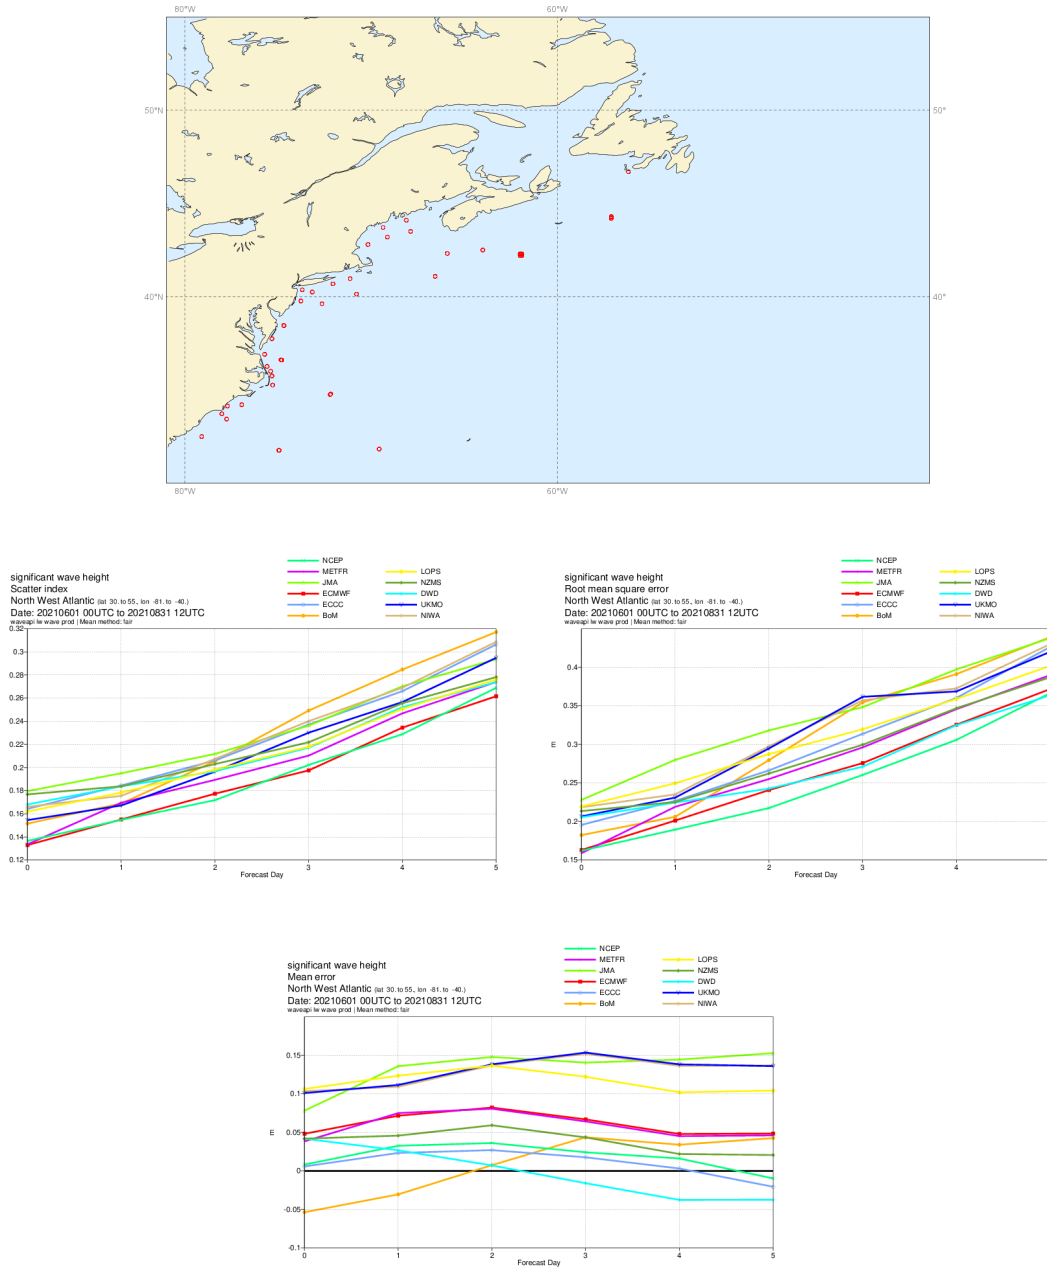 80°W 60°W
50°N 50°
40°N 40°
80°W 60°W
NCEP
METFR LOPS
JMA NZMS
ECMWF DWD
ECCC UKMO
BoM NIWA
significant wave height
Scatter index
North West Atlantic (lat 30. to 55., lon -81. to -40.)
Date: 20210601 00UTC to 20210831 12UTC
waveapi lw wave prod | Mean method: fair
0.32
0.3
0.28
0.26
0.24
0.22
0.2
0.18
0.16
0.14
0.12
0 1 2 3 4 5
Forecast Day
NCEP
METFR LOPS
JMA NZMS
ECMWF DWD
ECCC UKMO
BoM NIWA
significant wave height
Root mean square error
North West Atlantic (lat 30. to 55., lon -81. to -40.)
Date: 20210601 00UTC to 20210831 12UTC
waveapi lw wave prod | Mean method: fair
0.4
0.35
0.3
m
0.25
0.2
0.15
0 1 2 3 4
Forecast Day
NCEP
METFR LOPS
JMA NZMS
ECMWF DWD
ECCC UKMO
BoM NIWA
significant wave height
Mean error
North West Atlantic (lat 30. to 55., lon -81. to -40.)
Date: 20210601 00UTC to 20210831 12UTC
waveapi lw wave prod | Mean method: fair
0.15
0.1
0.05
m
0
-0.05
-0.1
0 1 2 3 4 5
Forecast Day